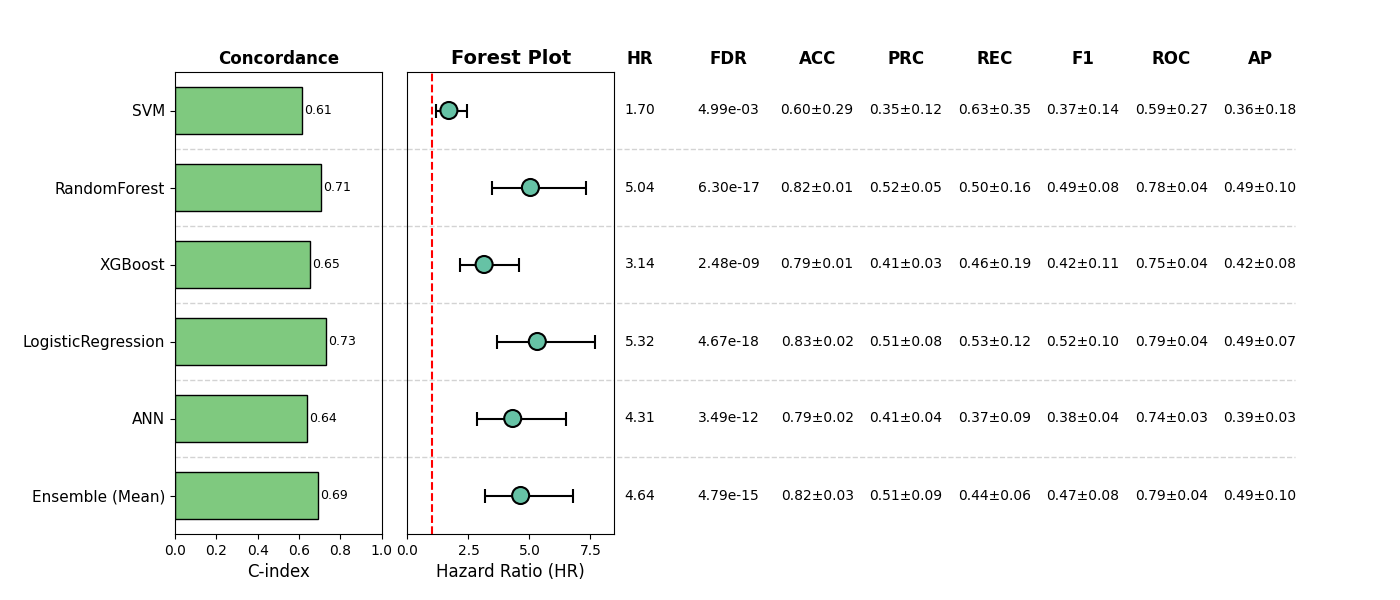 Concordance Forest Plot HR FDR ACC PRC REC F1 ROC AP
SVM 0.61 1.70 4.99e-03 0.60±0.29 0.35±0.12 0.63±0.35 0.37±0.14 0.59±0.27 0.36±0.18
RandomForest 0.71 5.04 6.30e-17 0.82±0.01 0.52±0.05 0.50±0.16 0.49±0.08 0.78±0.04 0.49±0.10
XGBoost 0.65 3.14 2.48e-09 0.79±0.01 0.41±0.03 0.46±0.19 0.42±0.11 0.75±0.04 0.42±0.08
LogisticRegression 0.73 5.32 4.67e-18 0.83±0.02 0.51±0.08 0.53±0.12 0.52±0.10 0.79±0.04 0.49±0.07
ANN 0.64 4.31 3.49e-12 0.79±0.02 0.41±0.04 0.37±0.09 0.38±0.04 0.74±0.03 0.39±0.03
Ensemble (Mean) 0.69 4.64 4.79e-15 0.82±0.03 0.51±0.09 0.44±0.06 0.47±0.08 0.79±0.04 0.49±0.10
0.0 0.2 0.4 0.6 0.8 1.0 0.0 2.5 5.0 7.5
C-index Hazard Ratio (HR)